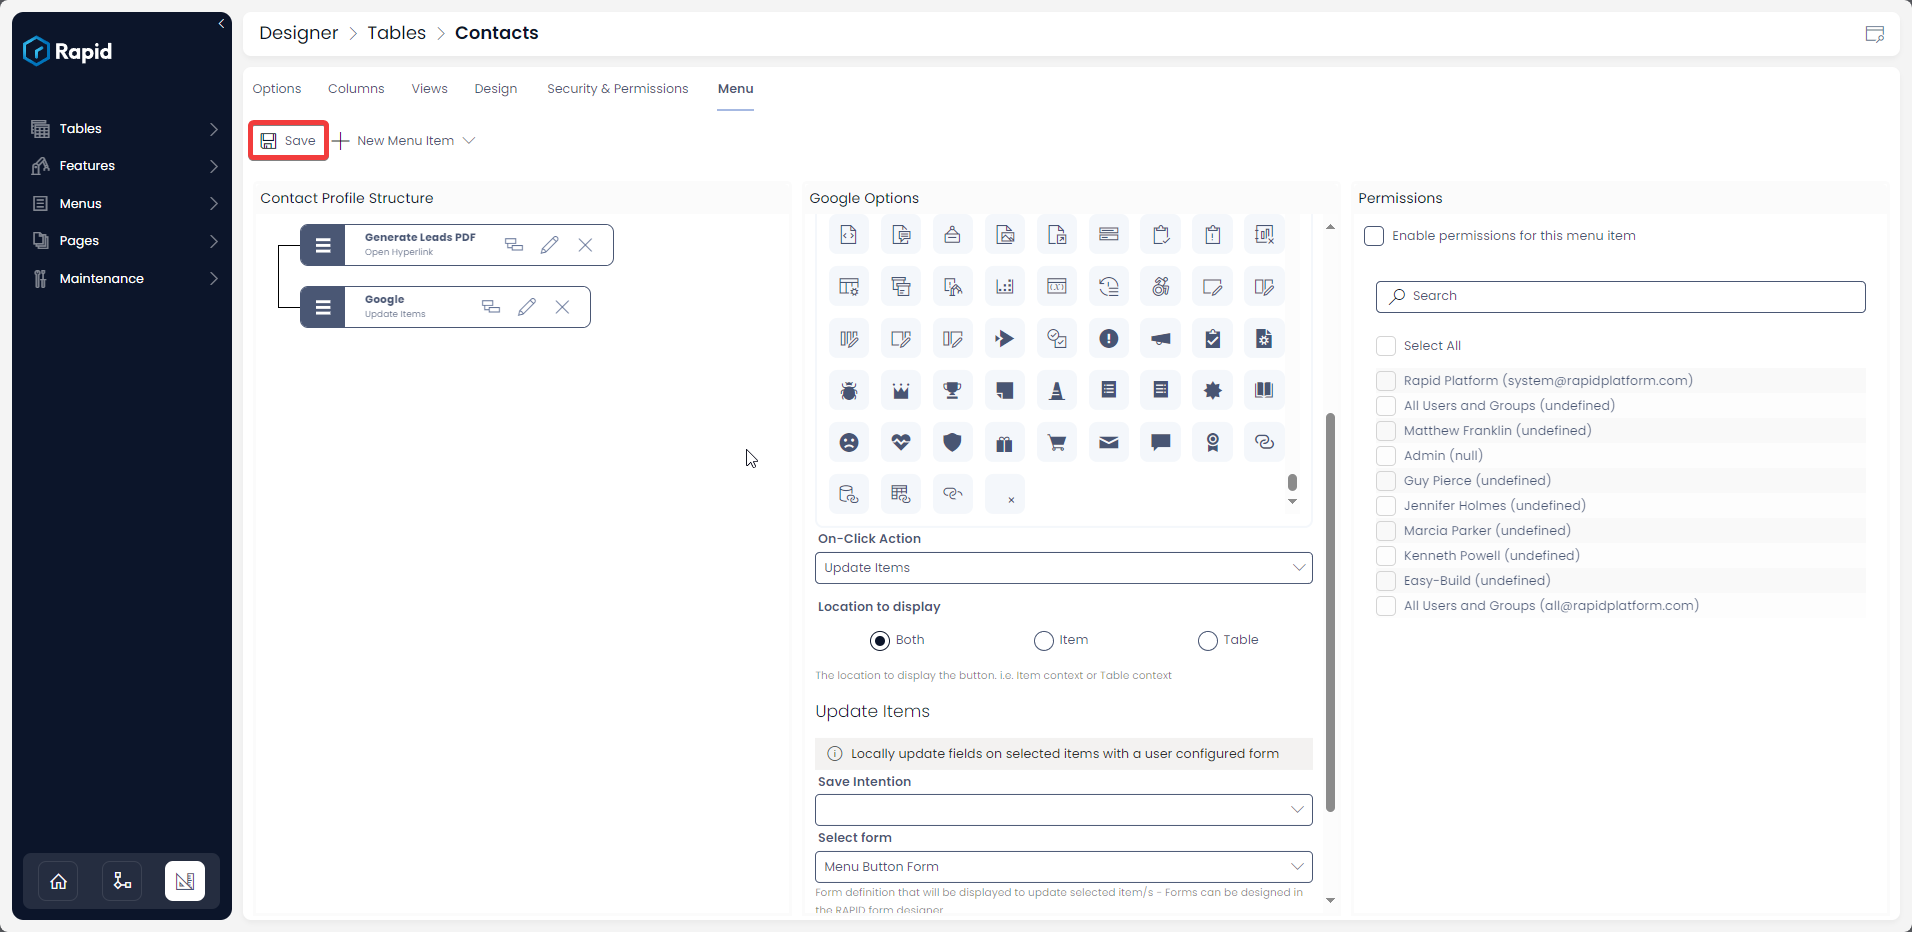 Rapid
Tables
Features
Menus
Pages
Maintenance
Designer > Tables > Contacts
Options Columns Views Design Security & Permissions Menu
Save New Menu Item
Contact Profile Structure
Generate Leads PDF
Open Hyperlink
Google
Update Items
Google Options
On-Click Action
Update Items
Location to display
Both Item Table
The location to display the button. i.e. Item context or Table context
Update Items
Locally update fields on selected items with a user configured form
Save Intention
Select form
Menu Button Form
Form definition that will be displayed to update selected item/s - Forms can be designed in
the RAPID form designer
Permissions
Enable permissions for this menu item
Search
Select All
Rapid Platform (system@rapidplatform.com)
All Users and Groups (undefined)
Matthew Franklin (undefined)
Admin (null)
Guy Pierce (undefined)
Jennifer Holmes (undefined)
Marcia Parker (undefined)
Kenneth Powell (undefined)
Easy-Build (undefined)
All Users and Groups (all@rapidplatform.com)